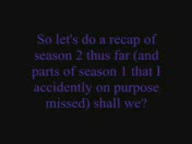 So let's do a recap of
season 2 thus far (and
parts of season 1 that I
accidently on purpose
missed) shall we?